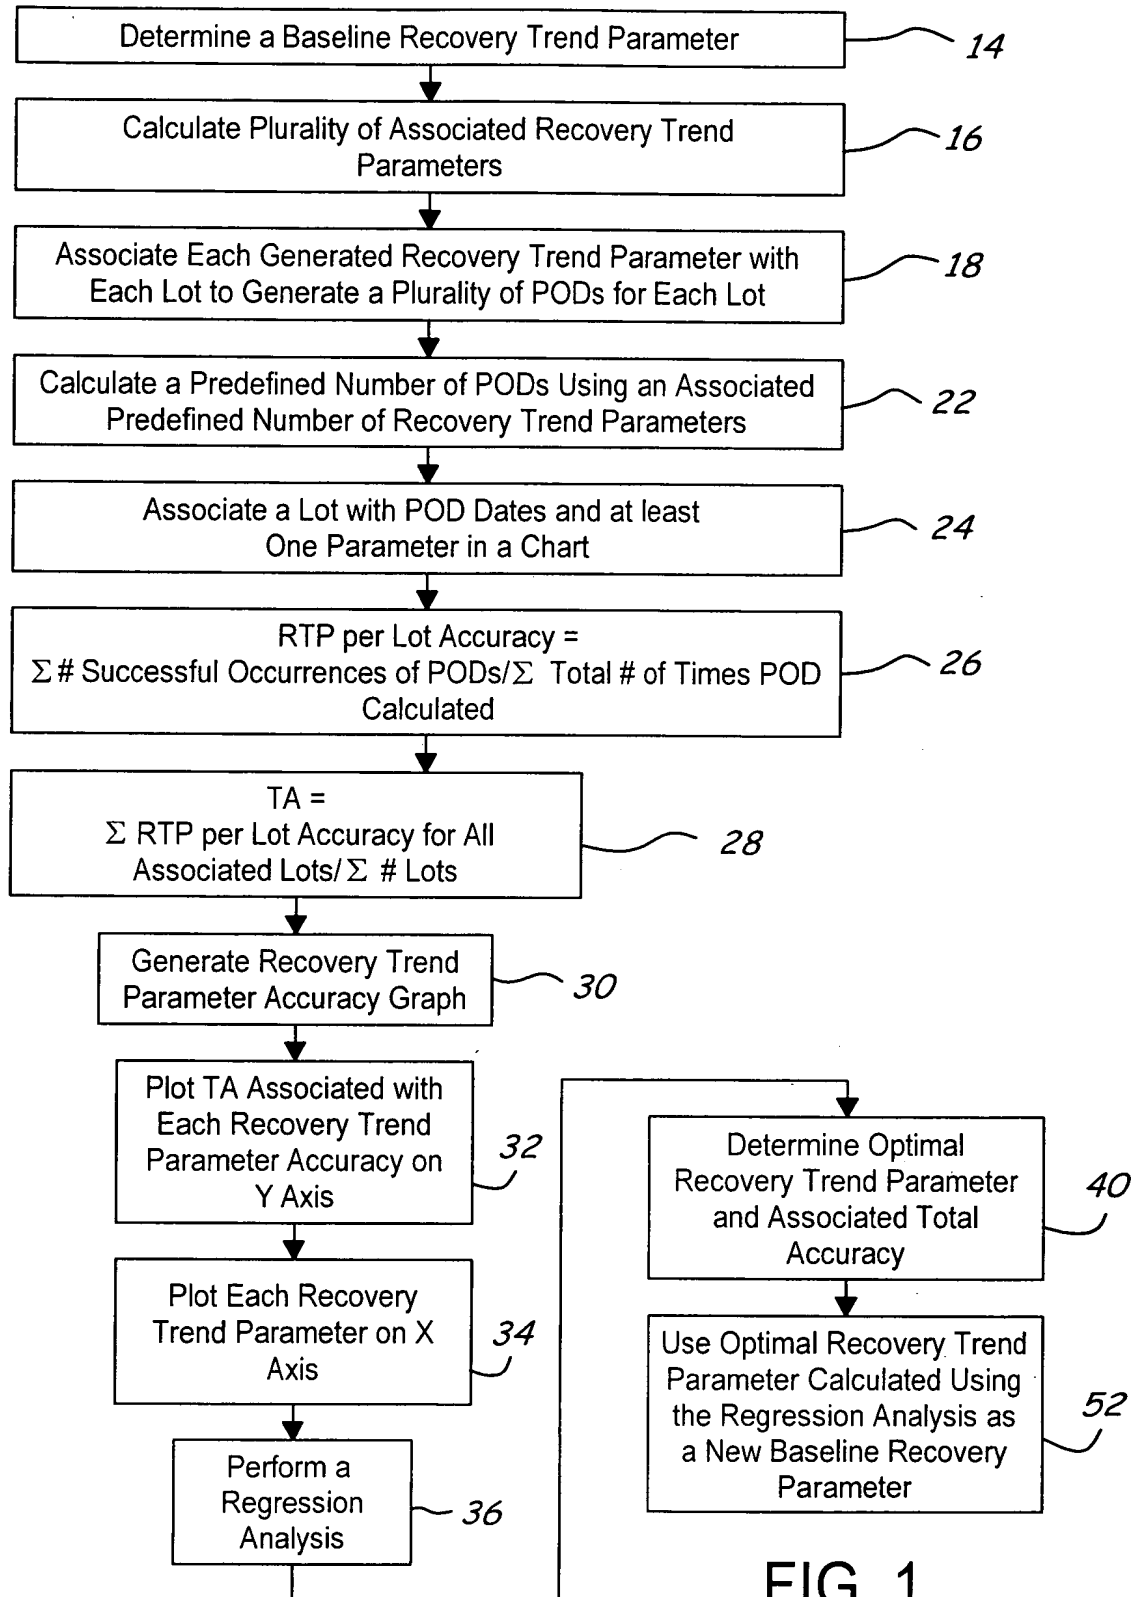 Determine a Baseline Recovery Trend Parameter
14
Calculate Plurality of Associated Recovery Trend
Parameters
16
Associate Each Generated Recovery Trend Parameter with
Each Lot to Generate a Plurality of PODs for Each Lot
18
Calculate a Predefined Number of PODs Using an Associated
Predefined Number of Recovery Trend Parameters
22
Associate a Lot with POD Dates and at least
One Parameter in a Chart
24
RTP per Lot Accuracy =
Σ # Successful Occurrences of PODs/Σ Total # of Times POD
Calculated
26
TA =
Σ RTP per Lot Accuracy for All
Associated Lots/Σ # Lots
28
Generate Recovery Trend
Parameter Accuracy Graph
30
Plot TA Associated with
Each Recovery Trend
Parameter Accuracy on
Y Axis
32
Plot Each Recovery
Trend Parameter on X
Axis
34
Perform a
Regression
Analysis
36
Determine Optimal
Recovery Trend Parameter
and Associated Total
Accuracy
40
Use Optimal Recovery Trend
Parameter Calculated Using
the Regression Analysis as
a New Baseline Recovery
Parameter
52
FIG. 1